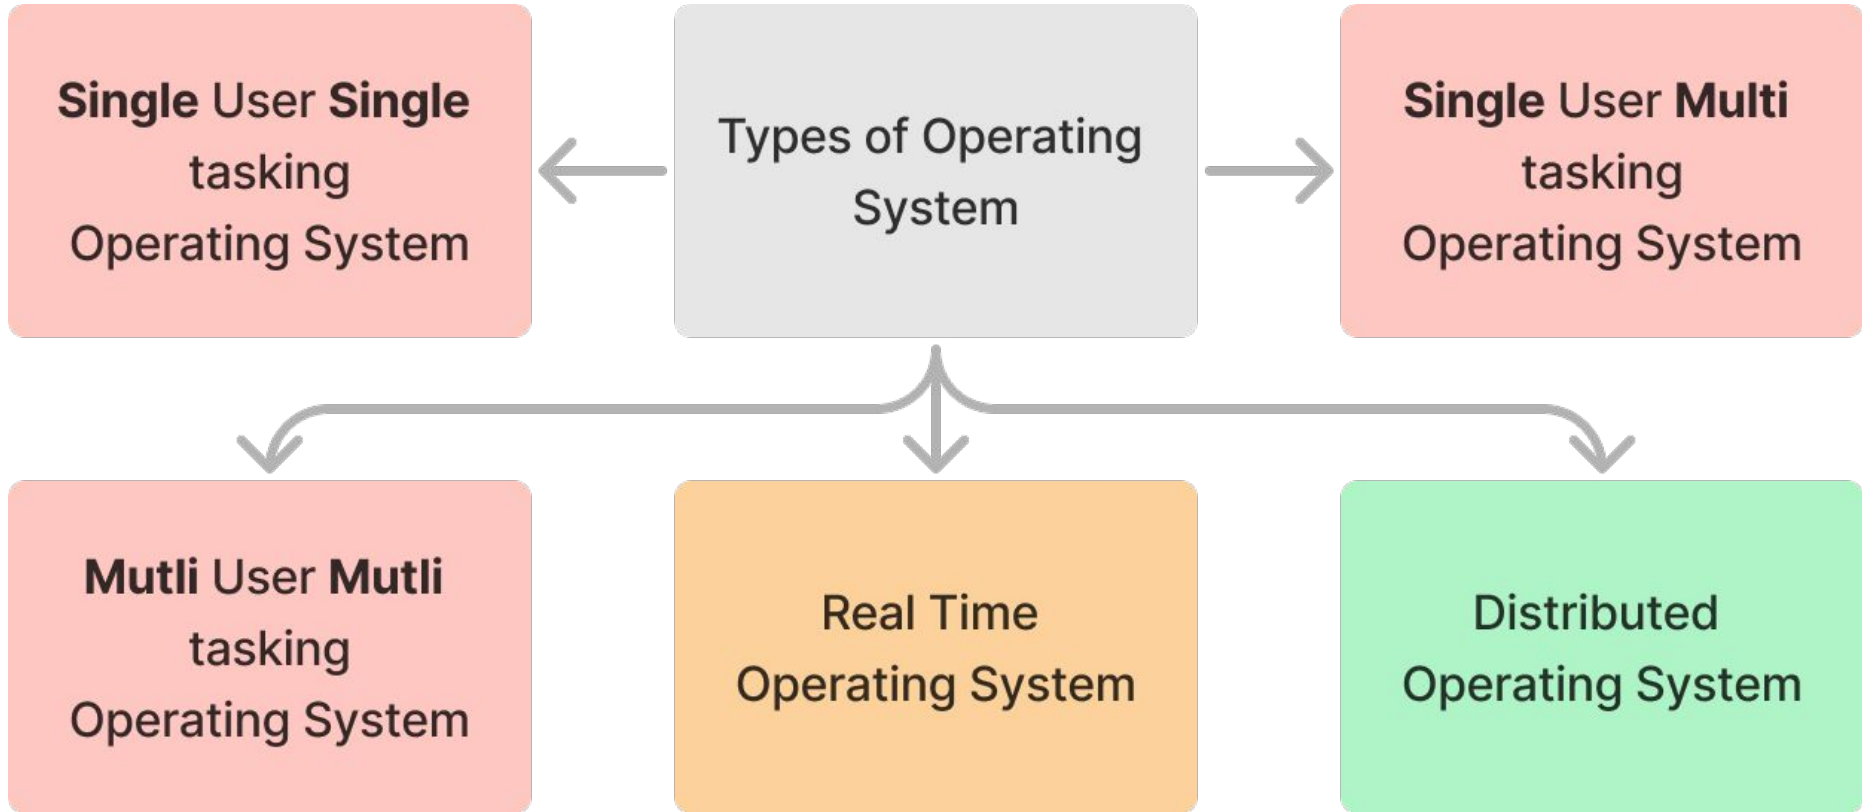 Single User Single
tasking
Operating System
Types of Operating
System
Single User Multi
tasking
Operating System
Mutli User Mutli
tasking
Operating System
Real Time
Operating System
Distributed
Operating System